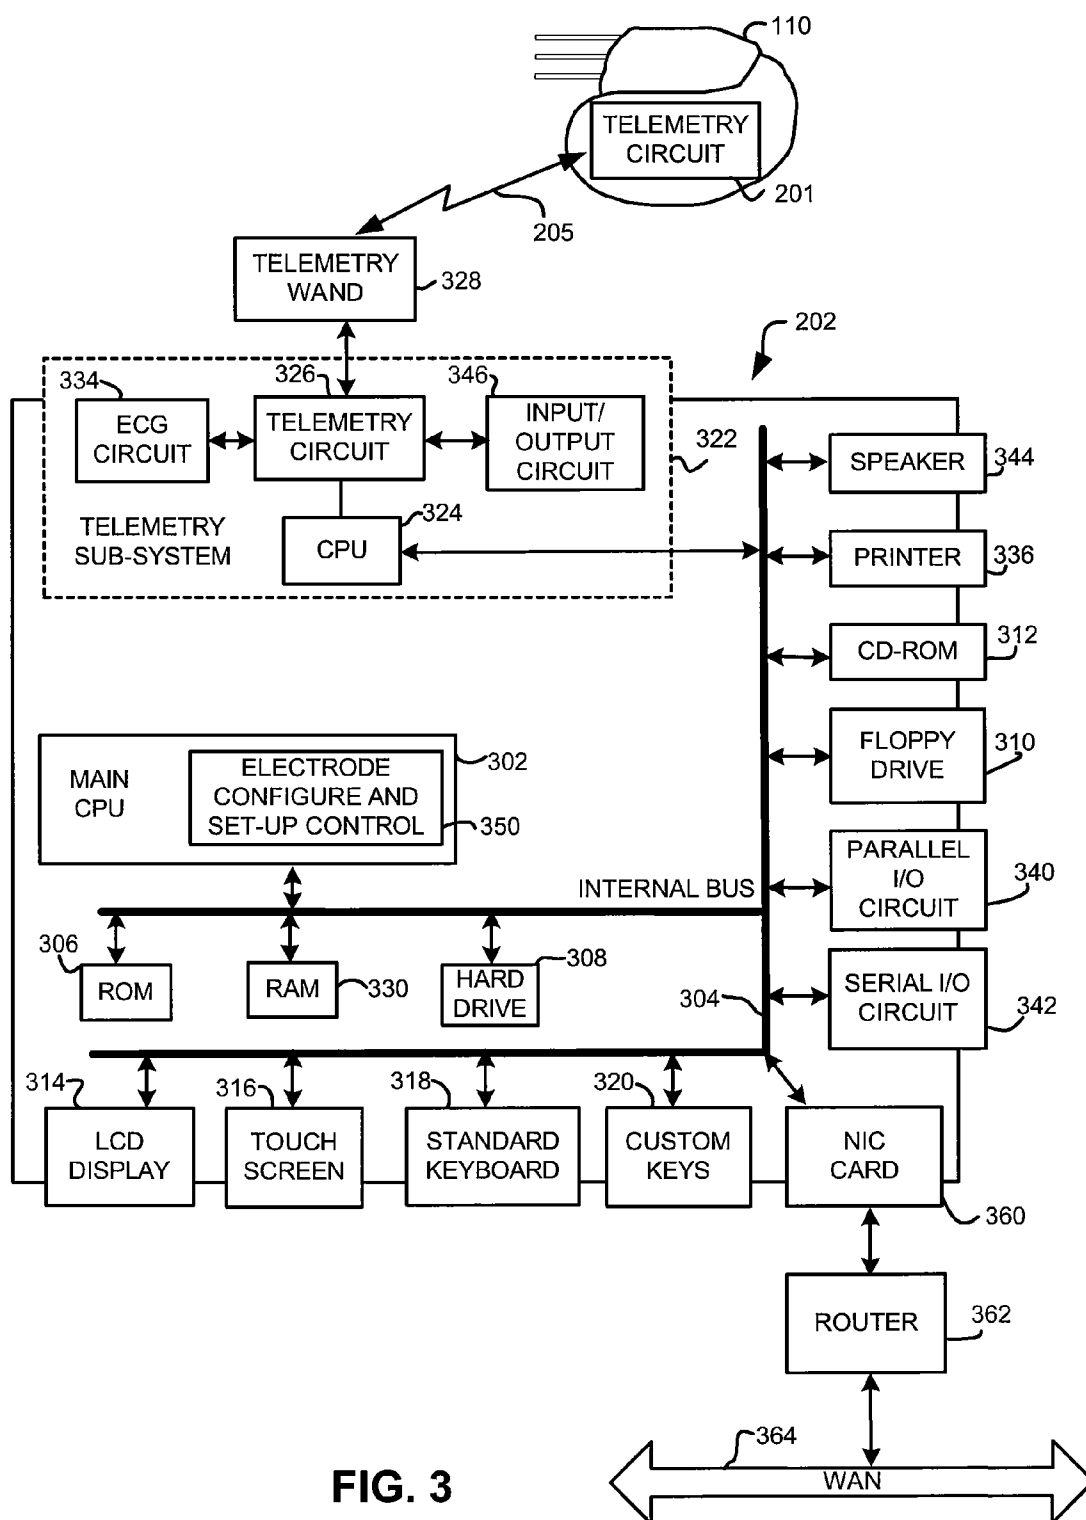 110
TELEMETRY
CIRCUIT
201
205
TELEMETRY
WAND
328
202
334
326
346
ECG
CIRCUIT
TELEMETRY
CIRCUIT
INPUT/
OUTPUT
CIRCUIT
322
SPEAKER
344
324
TELEMETRY
SUB-SYSTEM
CPU
PRINTER
336
CD-ROM
312
FLOPPY
DRIVE
310
MAIN
CPU
ELECTRODE
CONFIGURE AND
SET-UP CONTROL
302
350
PARALLEL
I/O
CIRCUIT
340
INTERNAL BUS
306
ROM
RAM
330
HARD
DRIVE
308
304
SERIAL I/O
CIRCUIT
342
314
316
318
320
LCD
DISPLAY
TOUCH
SCREEN
STANDARD
KEYBOARD
CUSTOM
KEYS
NIC
CARD
360
ROUTER
362
364
WAN
FIG. 3